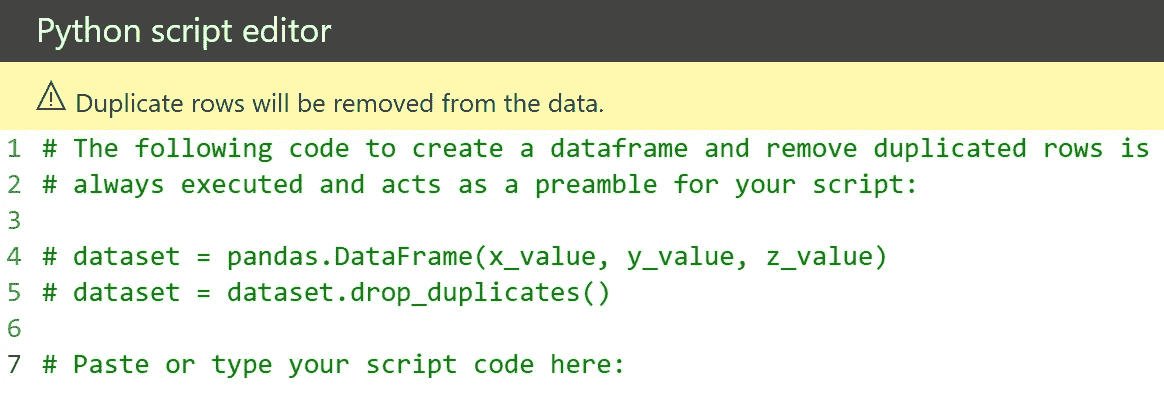 Python script editor
Duplicate rows will be removed from the data.
1 # The following code to create a dataframe and remove duplicated rows is
2 # always executed and acts as a preamble for your script:
3
4 # dataset = pandas.DataFrame(x_value, y_value, z_value)
5 # dataset = dataset.drop_duplicates()
6
7 # Paste or type your script code here: